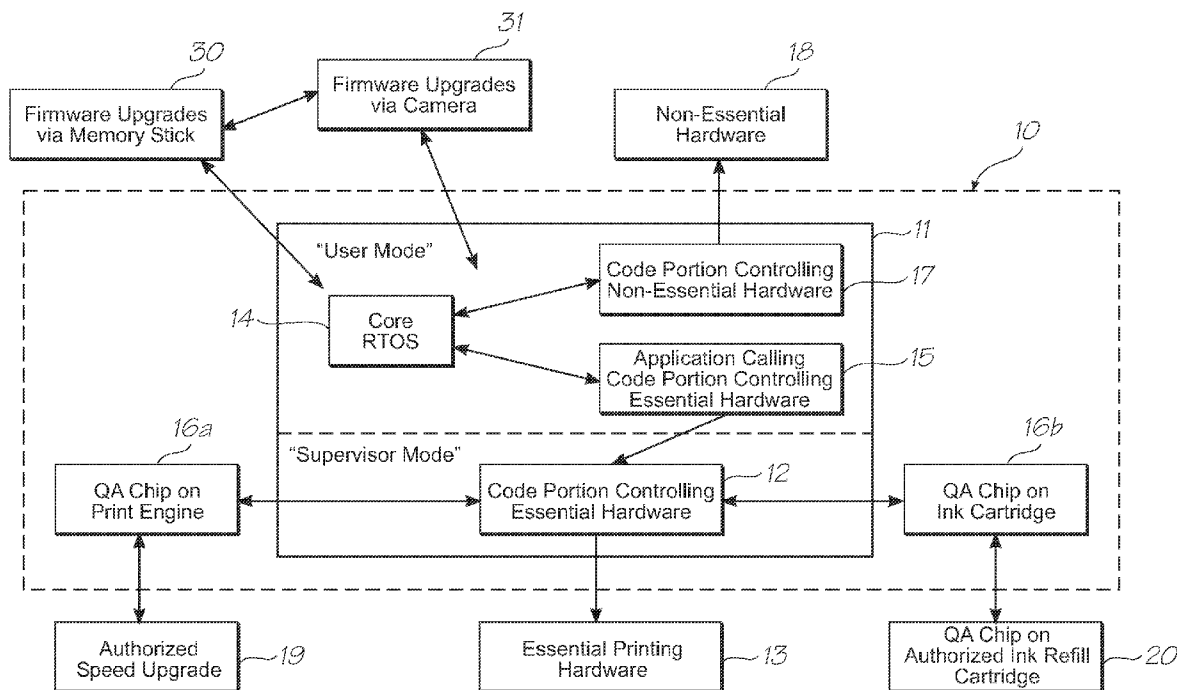 30
31
18
Firmware Upgrades
via Memory Stick
Firmware Upgrades
via Camera
Non-Essential
Hardware
10
11
"User Mode"
Code Portion Controlling
Non-Essential Hardware
17
14
Core
RTOS
Application Calling
Code Portion Controlling
Essential Hardware
15
16a
"Supervisor Mode"
12
16b
QA Chip on
Print Engine
Code Portion Controlling
Essential Hardware
QA Chip on
Ink Cartridge
Authorized
Speed Upgrade
19
Essential Printing
Hardware
13
QA Chip on
Authorized Ink Refill
Cartridge
20